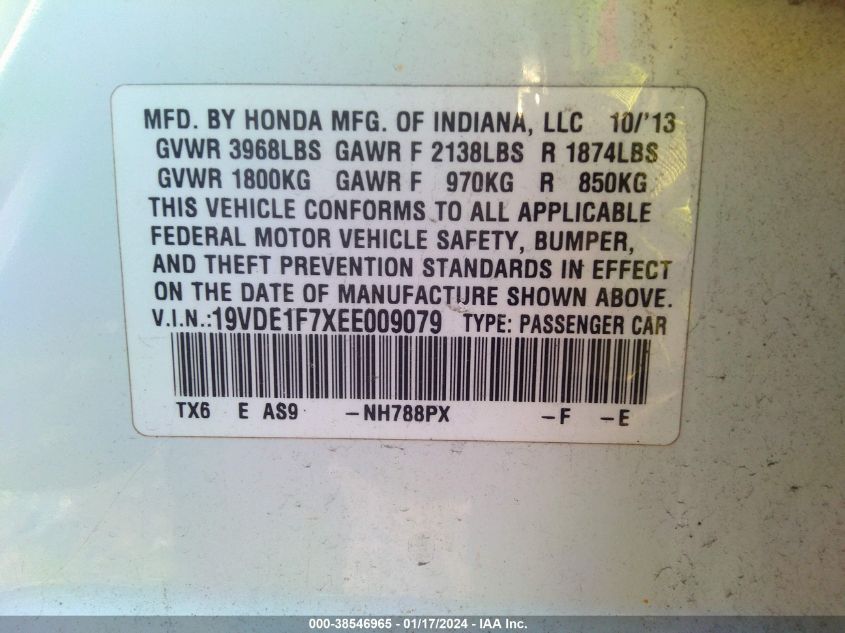 MFD. BY HONDA MFG. OF INDIANA, LLC 10/'13
GVWR 3968LBS GAWR F 2138LBS R 1874LBS
GVWR 1800KG GAWR F 970KG R 850KG
THIS VEHICLE CONFORMS TO ALL APPLICABLE
FEDERAL MOTOR VEHICLE SAFETY, BUMPER,
AND THEFT PREVENTION STANDARDS IN EFFECT
ON THE DATE OF MANUFACTURE SHOWN ABOVE.
V.I.N.:19VDE1F7XEE009079 TYPE: PASSENGER CAR
TX6 E AS9 -NH788PX -F -E
000-38546965 - 01/17/2024 - IAA Inc.